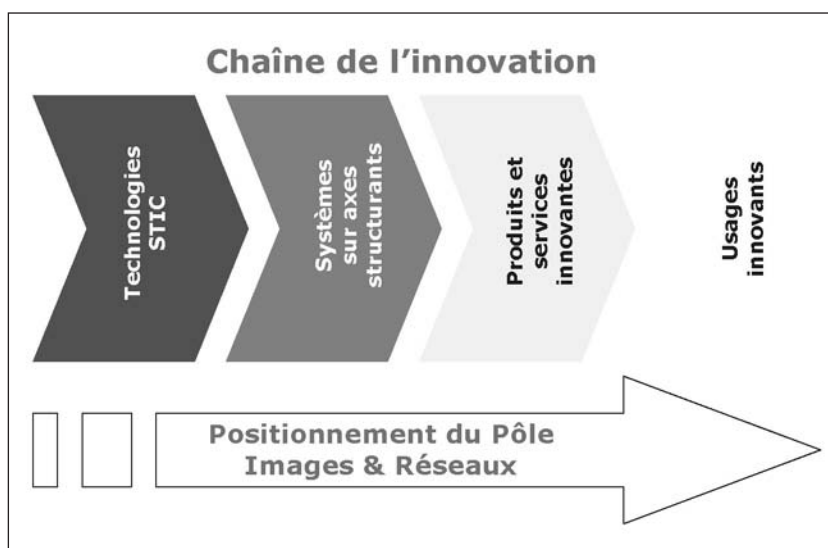 Chaîne de l’innovation
Technologies
STIC
Systèmes
sur axes
structurants
Produits et
services
innovantes
Usages
innovants
Positionnement du Pôle
Images & Réseaux